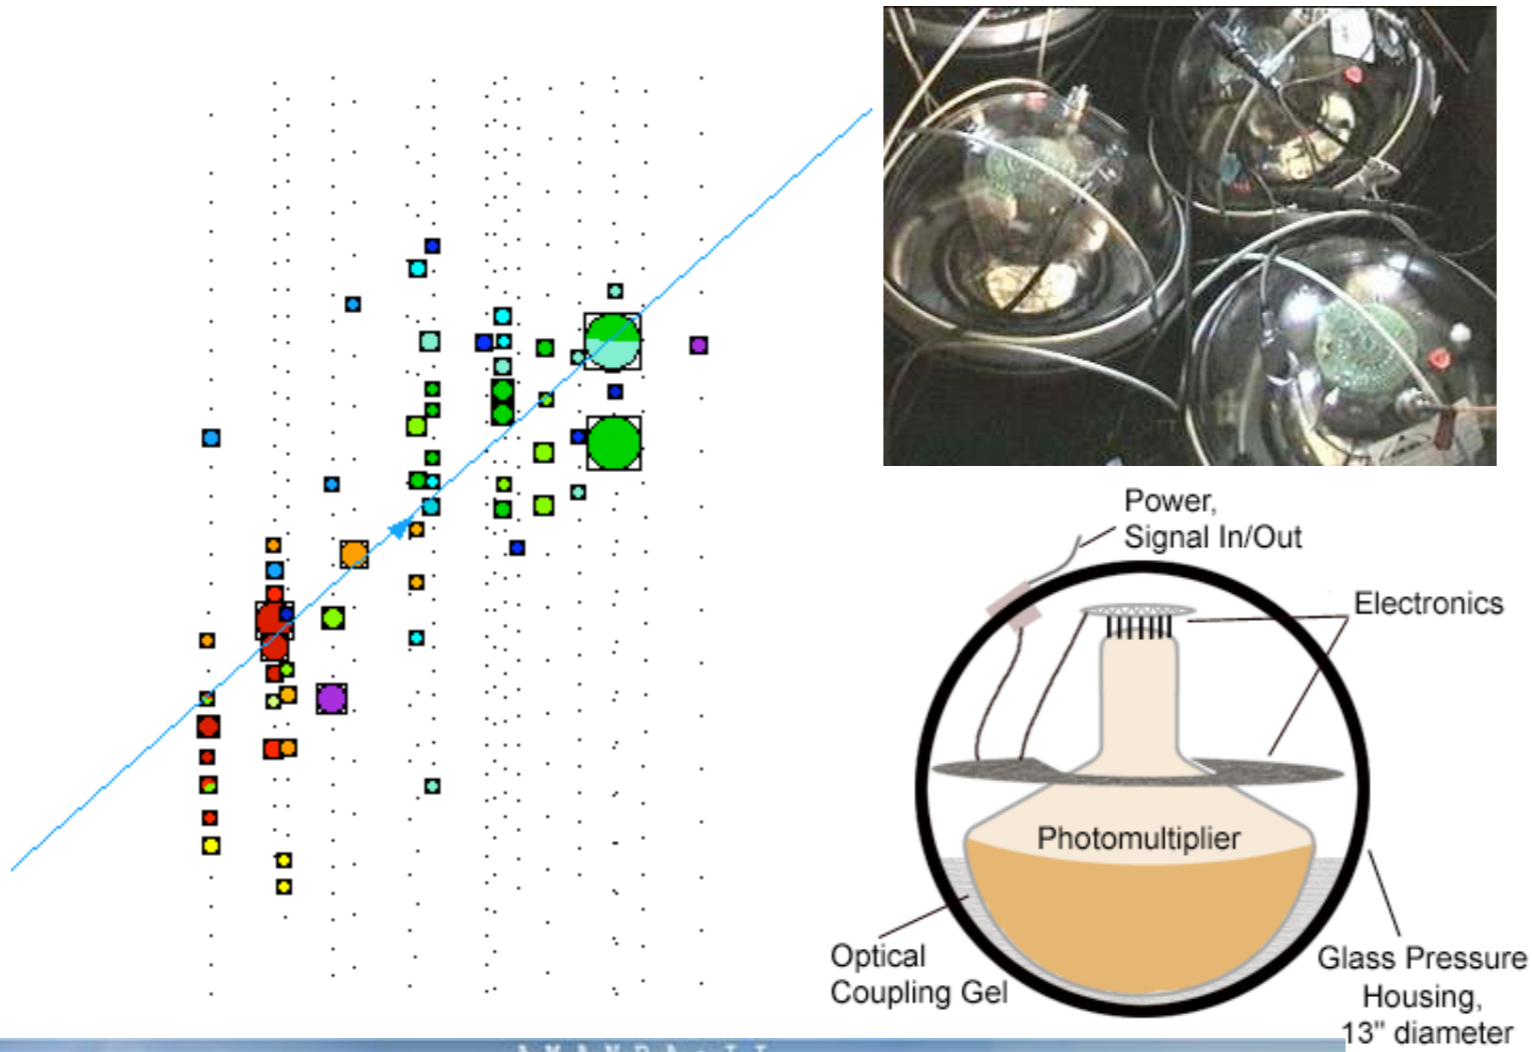 Power,
Signal In/Out
Electronics
Photomultiplier
Optical
Coupling Gel
Glass Pressure
Housing,
13" diameter